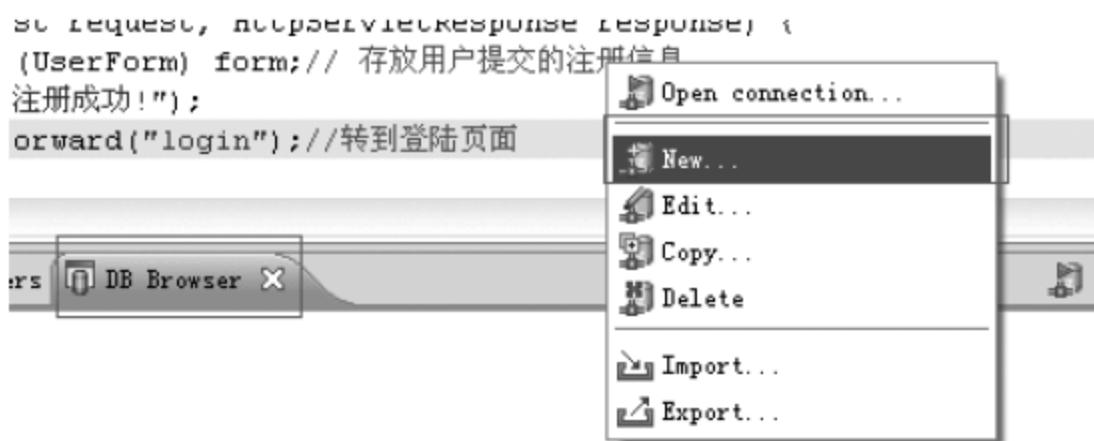 st request, HttpServletResponse response) {
(UserForm) form;// 存放用户提交的注册信息
注册成功!");
orward("login");//转到登陆页面
Open connection...
New...
Edit...
Copy...
Delete
Import...
Export...
ers
DB Browser